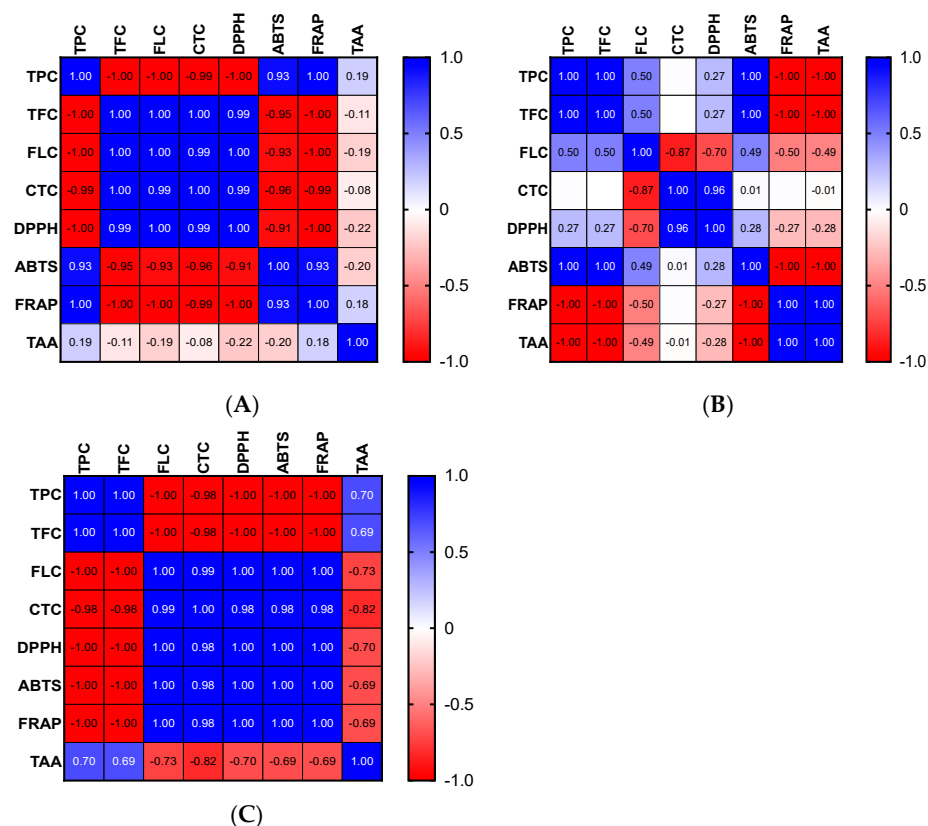 TPC TFC FLC CTC DPPH ABTS FRAP TAA
TPC 1.00 -1.00 -1.00 -0.99 -1.00 0.93 1.00 0.19
TFC -1.00 1.00 1.00 1.00 0.99 -0.95 -1.00 -0.11
FLC -1.00 1.00 1.00 0.99 1.00 -0.93 -1.00 -0.19
CTC -0.99 1.00 0.99 1.00 0.99 -0.96 -0.99 -0.08
DPPH -1.00 0.99 1.00 0.99 1.00 -0.91 -1.00 -0.22
ABTS 0.93 -0.95 -0.93 -0.96 -0.91 1.00 0.93 -0.20
FRAP 1.00 -1.00 -1.00 -0.99 -1.00 0.93 1.00 0.18
TAA 0.19 -0.11 -0.19 -0.08 -0.22 -0.20 0.18 1.00
1.0
0.5
0
-0.5
-1.0
(A)
TPC TFC FLC CTC DPPH ABTS FRAP TAA
TPC 1.00 1.00 0.50 0.27 1.00 -1.00 -1.00
TFC 1.00 1.00 0.50 0.27 1.00 -1.00 -1.00
FLC 0.50 0.50 1.00 -0.87 -0.70 0.49 -0.50 -0.49
CTC -0.87 1.00 0.96 0.01 -0.01
DPPH 0.27 0.27 -0.70 0.96 1.00 0.28 -0.27 -0.28
ABTS 1.00 1.00 0.49 0.01 0.28 1.00 -1.00 -1.00
FRAP -1.00 -1.00 -0.50 -0.27 -1.00 1.00 1.00
TAA -1.00 -1.00 -0.49 -0.01 -0.28 -1.00 1.00 1.00
1.0
0.5
0
-0.5
-1.0
(B)
TPC TFC FLC CTC DPPH ABTS FRAP TAA
TPC 1.00 1.00 -1.00 -0.98 -1.00 -1.00 -1.00 0.70
TFC 1.00 1.00 -1.00 -0.98 -1.00 -1.00 -1.00 0.69
FLC -1.00 -1.00 1.00 0.99 1.00 1.00 1.00 -0.73
CTC -0.98 -0.98 0.99 1.00 0.98 0.98 0.98 -0.82
DPPH -1.00 -1.00 1.00 0.98 1.00 1.00 1.00 -0.70
ABTS -1.00 -1.00 1.00 0.98 1.00 1.00 1.00 -0.69
FRAP -1.00 -1.00 1.00 0.98 1.00 1.00 1.00 -0.69
TAA 0.70 0.69 -0.73 -0.82 -0.70 -0.69 -0.69 1.00
1.0
0.5
0
-0.5
-1.0
(C)